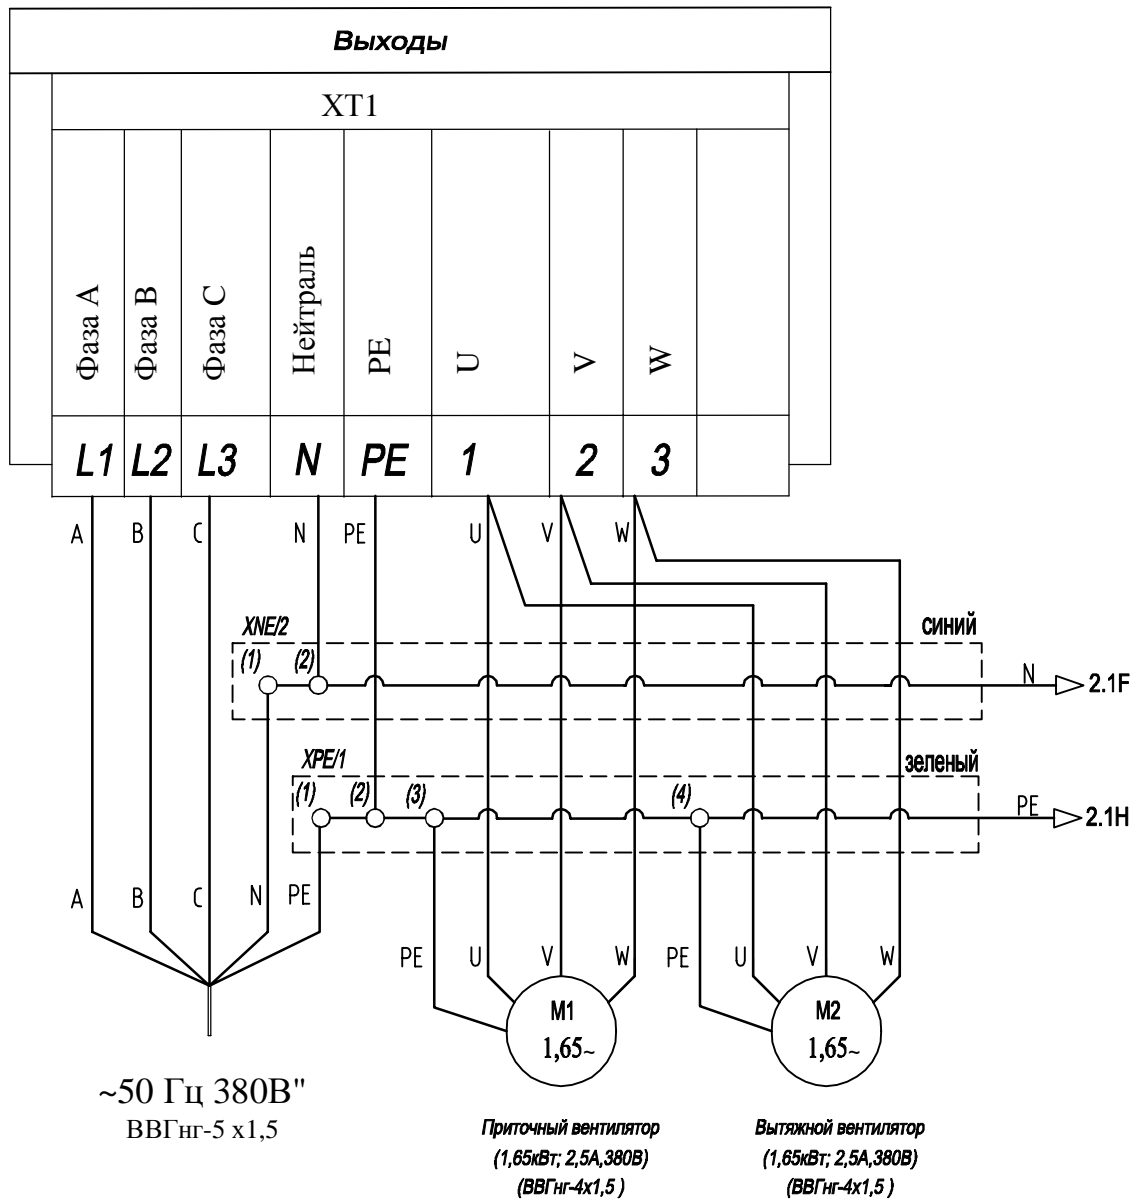 Выходы
XT1
Фаза A
Фаза B
Фаза C
Нейтраль
PE
U
V
W
L1 L2 L3 N PE 1 2 3
A B C N PE U V W
XNE/2
синий
(1) (2)
N
2.1F
XPE/1
зеленый
(1) (2) (3) (4)
PE
2.1H
A B C N PE
PE U V W PE U V W
M1
1,65~
M2
1,65~
~50 Гц 380В"
ВВГнг-5 x1,5
Приточный вентилятор
(1,65кВт; 2,5А,380В)
(ВВГнг-4x1,5 )
Вытяжной вентилятор
(1,65кВт; 2,5А,380В)
(ВВГнг-4x1,5 )